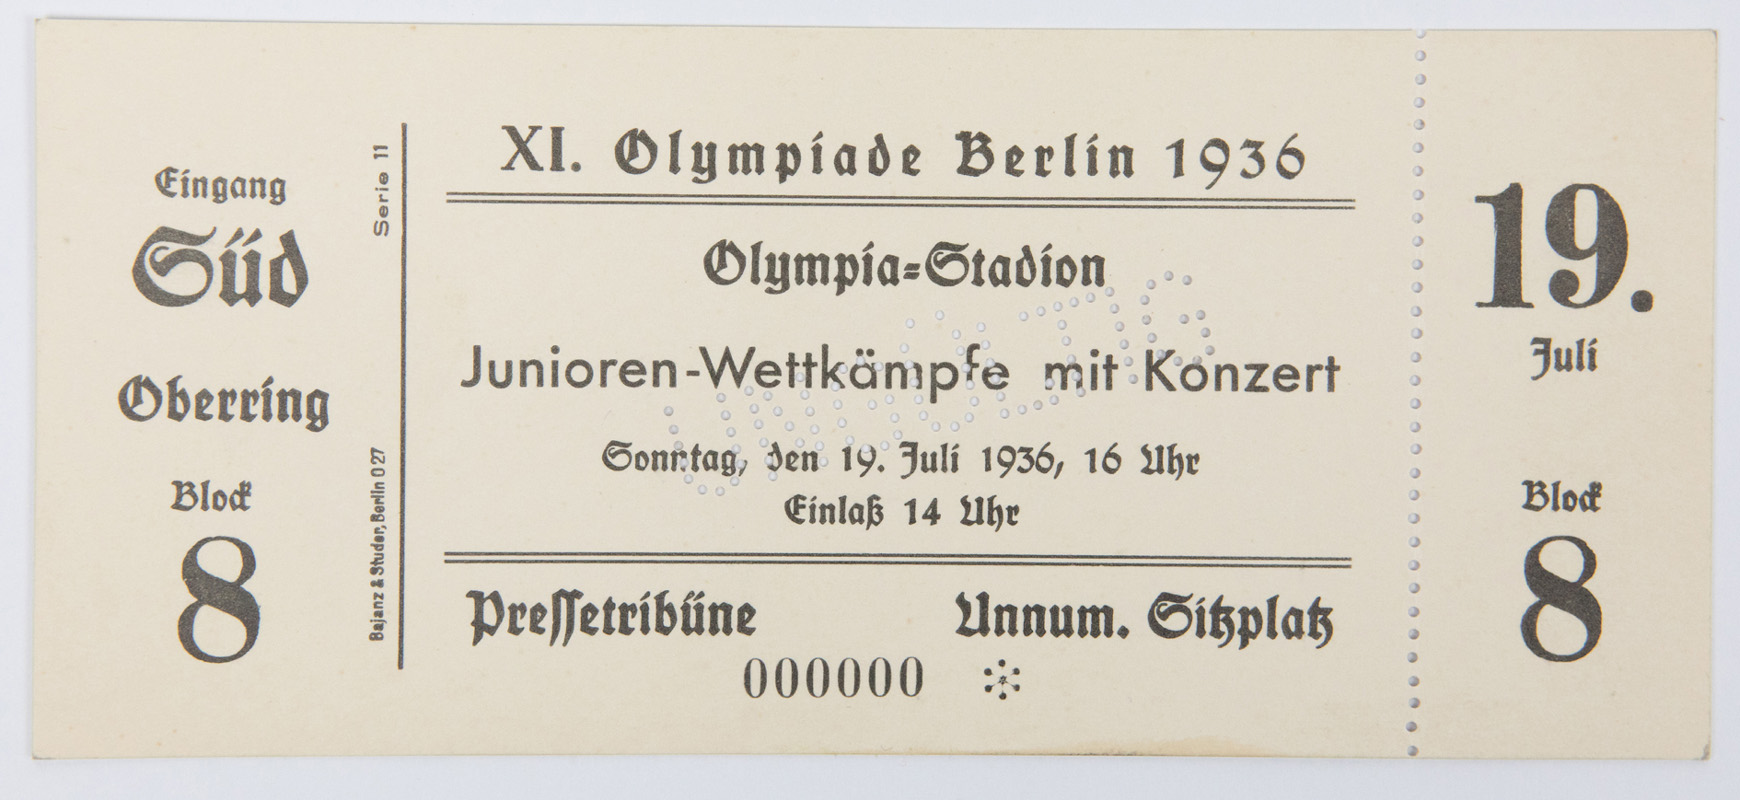 Eingang
Süd
Oberring
Block
8
Serie 11
Bajanz & Studer, Berlin O 27
XI. Olympiade Berlin 1936
Olympia=Stadion
Junioren-Wettkämpfe mit Konzert
Sonntag, den 19. Juli 1936, 16 Uhr
Einlaß 14 Uhr
Pressetribüne
Unnum. Sitzplatz
000000
19.
Juli
Block
8